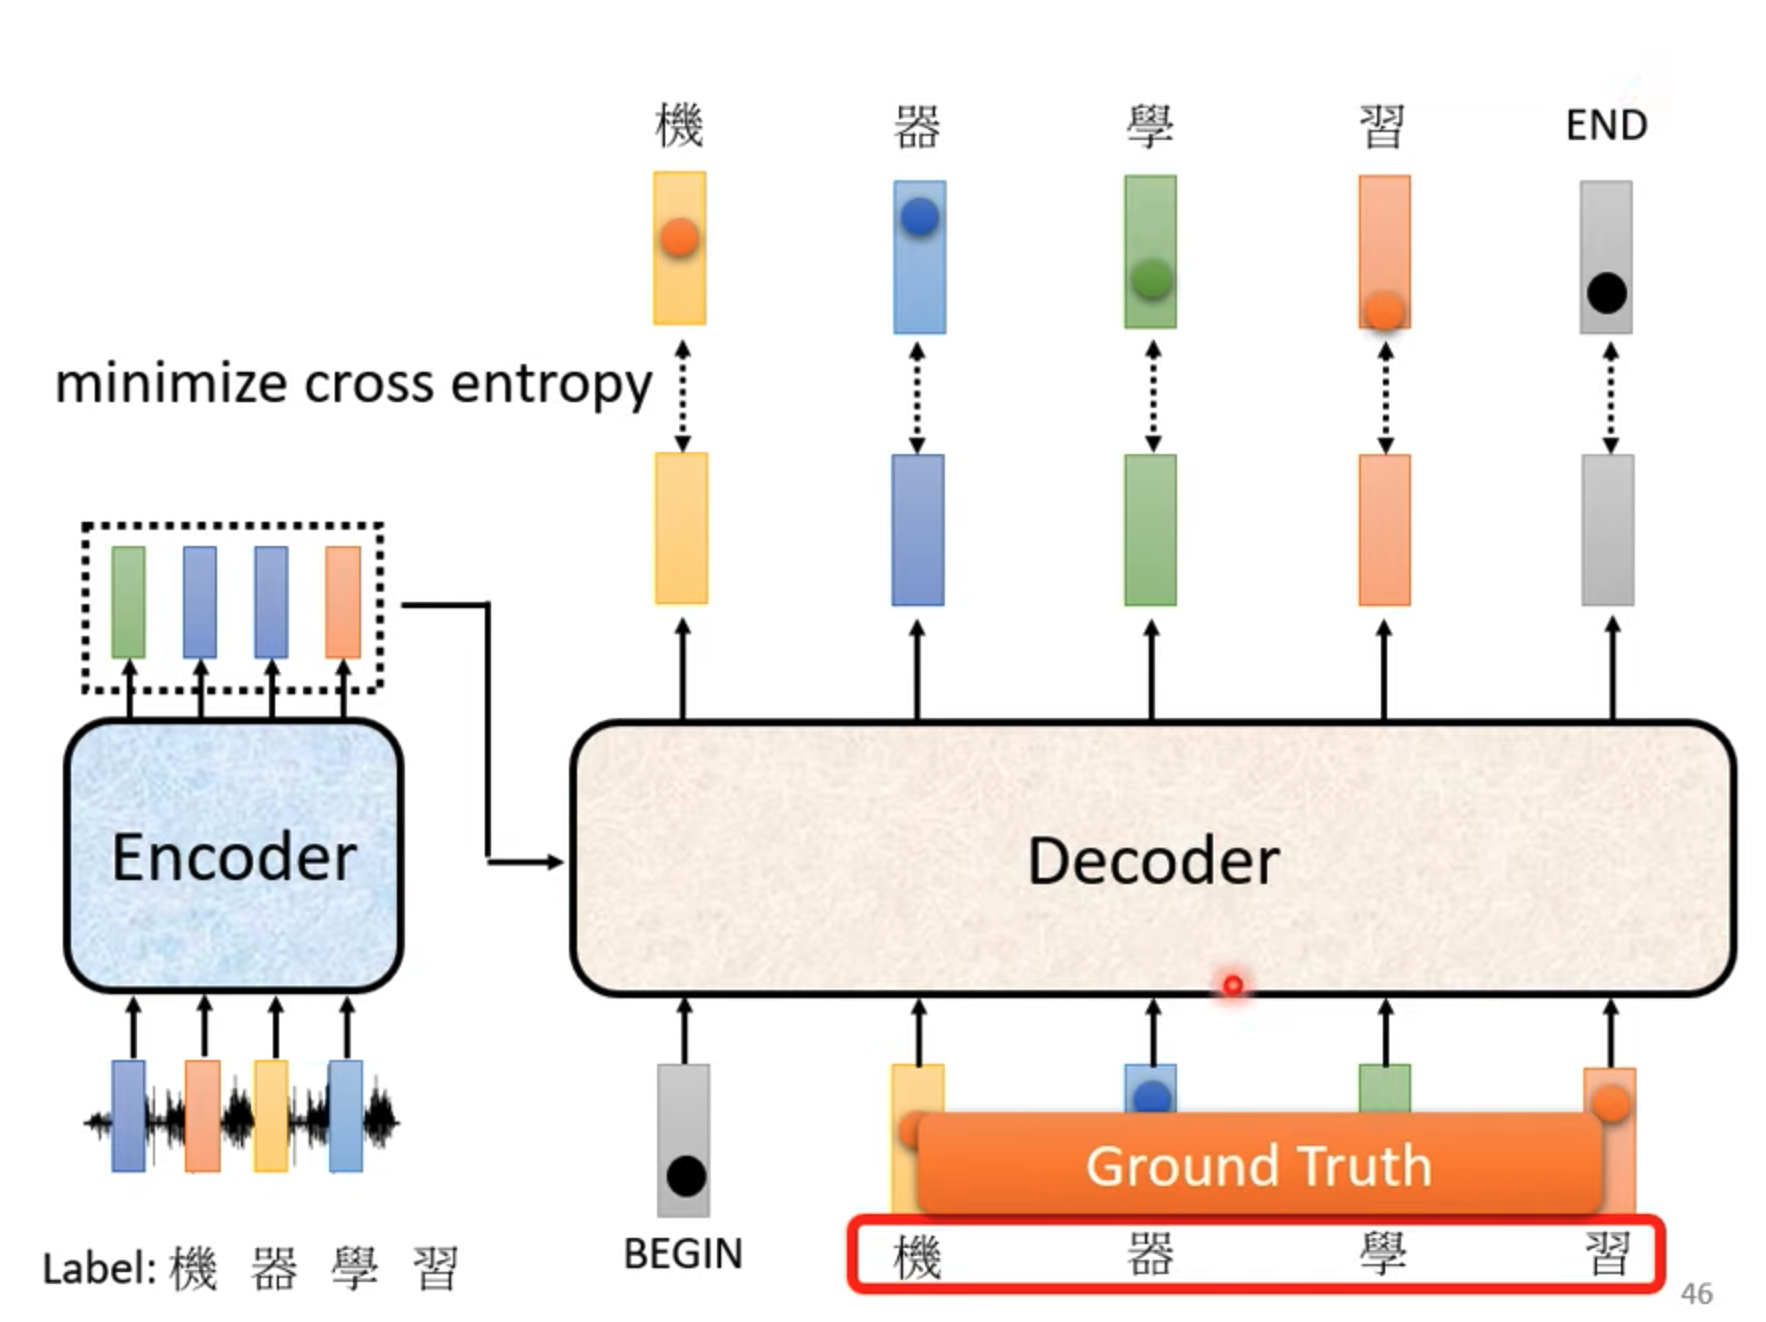 機 器 學 習 END
minimize cross entropy
Encoder
Decoder
Ground Truth
BEGIN
機 器 學 習
Label: 機 器 學 習
46